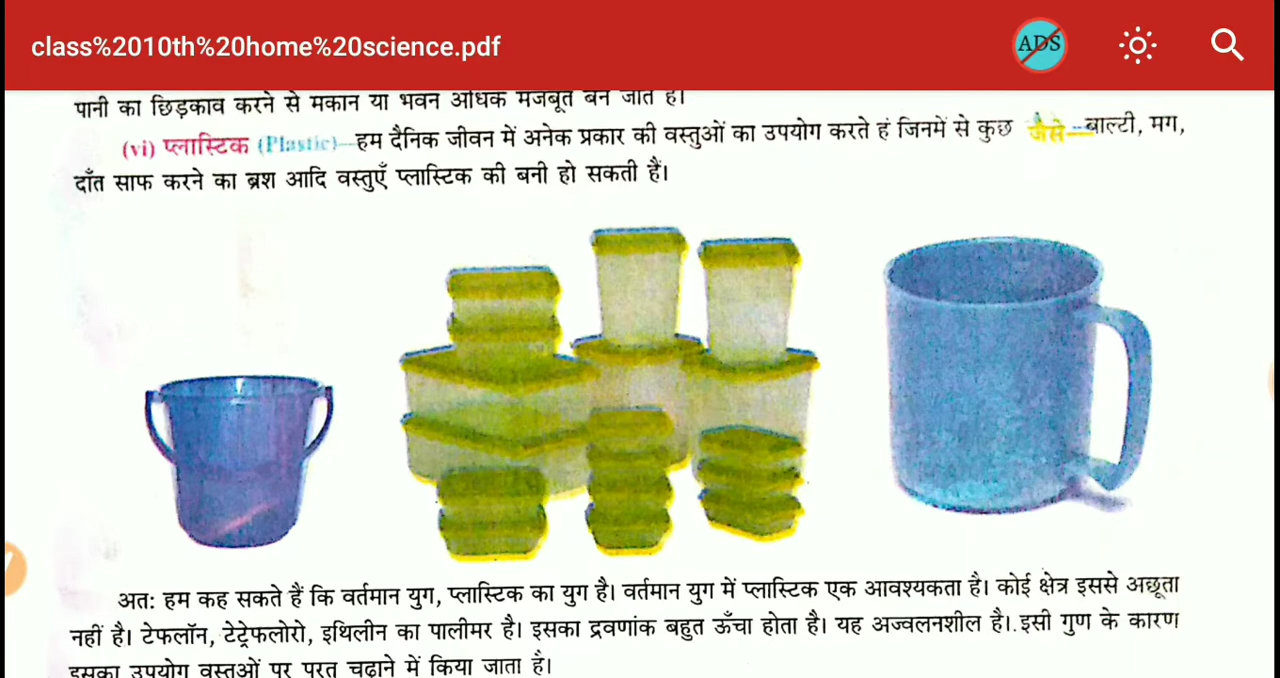 class%2010th%20home%20science.pdf
ADS
पानी का छिड़काव करने से मकान या भवन अधिक मजबूत बन जाते हैं।
(vi) प्लास्टिक (Plastic)—हम दैनिक जीवन में अनेक प्रकार की वस्तुओं का उपयोग करते हैं जिनमें से कुछ जैसे—बाल्टी, मग,
दाँत साफ करने का ब्रश आदि वस्तुएँ प्लास्टिक की बनी हो सकती हैं।
अतः हम कह सकते हैं कि वर्तमान युग, प्लास्टिक का युग है। वर्तमान युग में प्लास्टिक एक आवश्यकता है। कोई क्षेत्र इससे अछूता
नहीं है। टेफलॉन, टेट्रेफलोरो, इथिलीन का पालीमर है। इसका द्रवणांक बहुत ऊँचा होता है। यह अज्वलनशील है। इसी गुण के कारण
इसका उपयोग वस्तुओं पर परत चढ़ाने में किया जाता है।